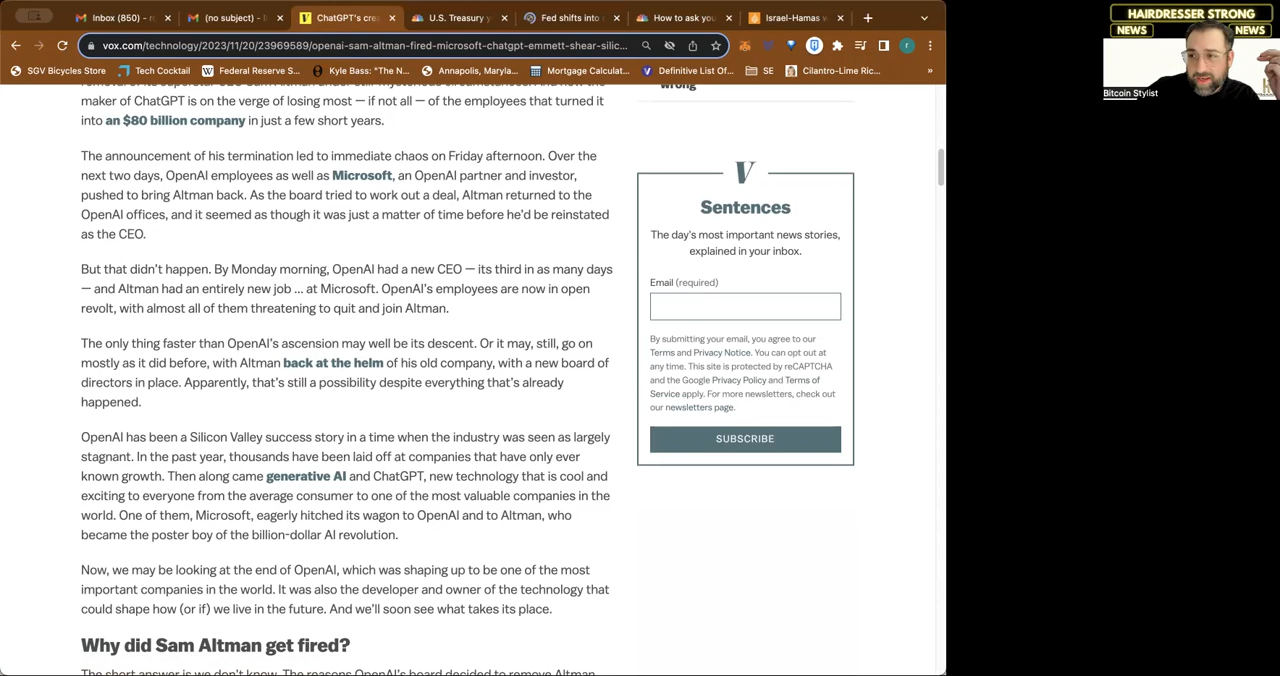 Inbox (850) - r
(no subject) - l
ChatGPT's cre
U.S. Treasury y
Fed shifts into
How to ask you
Israel-Hamas w
HAIRDRESSER STRONG
NEWS
NEWS
Bitcoin Stylist
vox.com/technology/2023/11/20/23969589/openai-sam-altman-fired-microsoft-chatgpt-emmett-shear-silic...
r
SGV Bicycles Store
Tech Cocktail
Federal Reserve S...
Kyle Bass: "The N...
Annapolis, Maryla...
Mortgage Calculat...
Definitive List Of...
SE
Cilantro-Lime Ric...
»
maker of ChatGPT is on the verge of losing most — if not all — of the employees that turned it
into an $80 billion company in just a few short years.
The announcement of his termination led to immediate chaos on Friday afternoon. Over the
next two days, OpenAI employees as well as Microsoft, an OpenAI partner and investor,
pushed to bring Altman back. As the board tried to work out a deal, Altman returned to the
OpenAI offices, and it seemed as though it was just a matter of time before he'd be reinstated
as the CEO.
But that didn't happen. By Monday morning, OpenAI had a new CEO — its third in as many days
— and Altman had an entirely new job ... at Microsoft. OpenAI's employees are now in open
revolt, with almost all of them threatening to quit and join Altman.
The only thing faster than OpenAI's ascension may well be its descent. Or it may, still, go on
mostly as it did before, with Altman back at the helm of his old company, with a new board of
directors in place. Apparently, that's still a possibility despite everything that's already
happened.
OpenAI has been a Silicon Valley success story in a time when the industry was seen as largely
stagnant. In the past year, thousands have been laid off at companies that have only ever
known growth. Then along came generative AI and ChatGPT, new technology that is cool and
exciting to everyone from the average consumer to one of the most valuable companies in the
world. One of them, Microsoft, eagerly hitched its wagon to OpenAI and to Altman, who
became the poster boy of the billion-dollar AI revolution.
Now, we may be looking at the end of OpenAI, which was shaping up to be one of the most
important companies in the world. It was also the developer and owner of the technology that
could shape how (or if) we live in the future. And we'll soon see what takes its place.
Why did Sam Altman get fired?
The short answer is we don't know. The reasons OpenAI's board decided to remove Altman
wrong
V
Sentences
The day's most important news stories,
explained in your inbox.
Email (required)
By submitting your email, you agree to our
Terms and Privacy Notice. You can opt out at
any time. This site is protected by reCAPTCHA
and the Google Privacy Policy and Terms of
Service apply. For more newsletters, check out
our newsletters page.
SUBSCRIBE